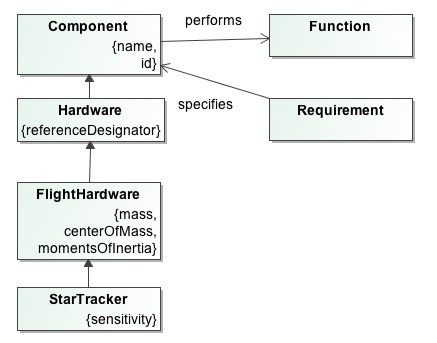 Component
{name,
id}
performs
Function
specifies
Hardware
{referenceDesignator}
Requirement
FlightHardware
{mass,
centerOfMass,
momentsOfInertia}
StarTracker
{sensitivity}